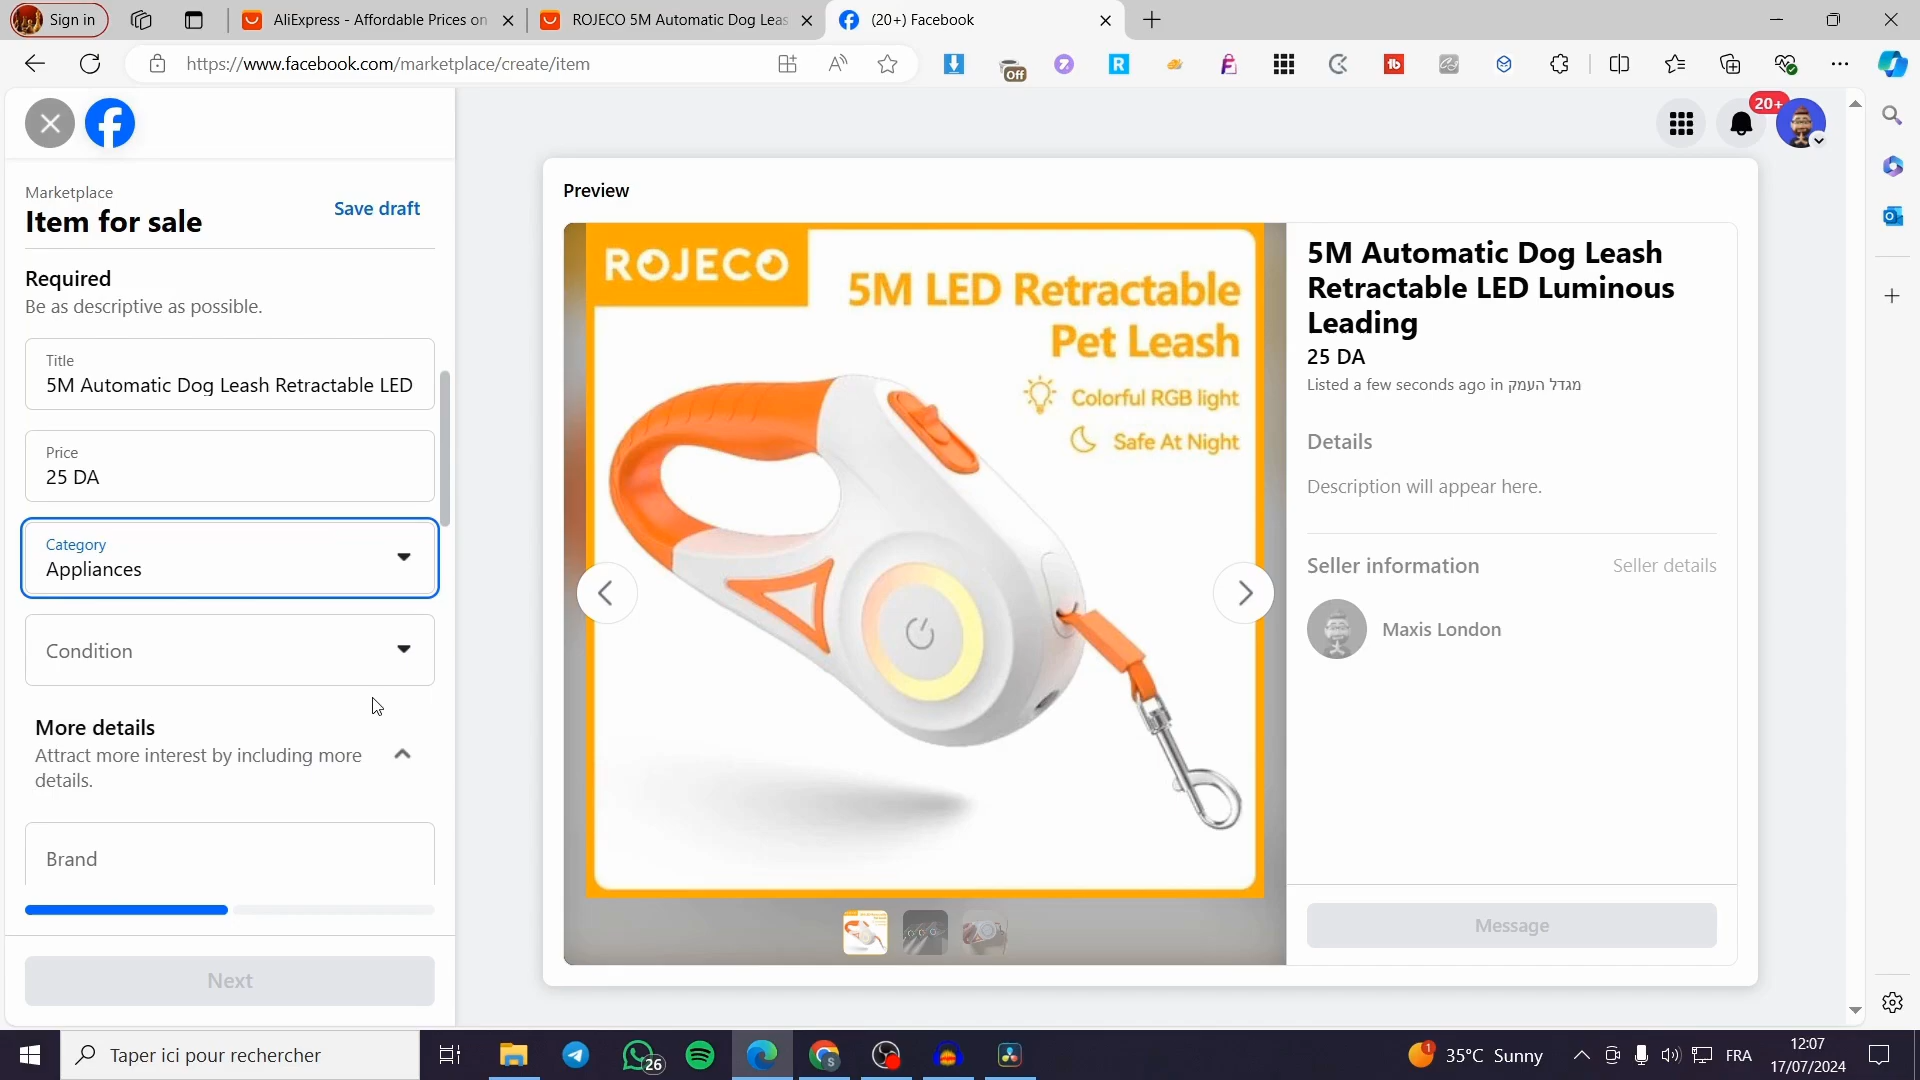 Sign in
AliExpress - Affordable Prices on
ROJECO 5M Automatic Dog Leas
(20+) Facebook
https://www.facebook.com/marketplace/create/item
Off
R
tb
20+
Marketplace
Item for sale
Save draft
Required
Be as descriptive as possible.
Title
5M Automatic Dog Leash Retractable LED
Price
25 DA
Category
Appliances
Condition
More details
Attract more interest by including more
details.
Brand
Next
Preview
ROJECO
5M LED Retractable
Pet Leash
Colorful RGB light
Safe At Night
5M Automatic Dog Leash
Retractable LED Luminous
Leading
25 DA
Listed a few seconds ago in מגדל העמק
Details
Description will appear here.
Seller information
Seller details
Maxis London
Message
Taper ici pour rechercher
26
1
35°C Sunny
FRA
12:07
17/07/2024